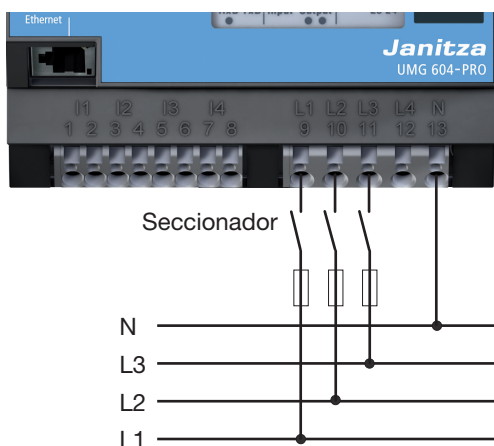 Ethernet
Janitza
UMG 604-PRO
I1 I2 I3 I4 L1 L2 L3 L4 N
1 2 3 4 5 6 7 8 9 10 11 12 13
Seccionador
N
L3
L2
L1